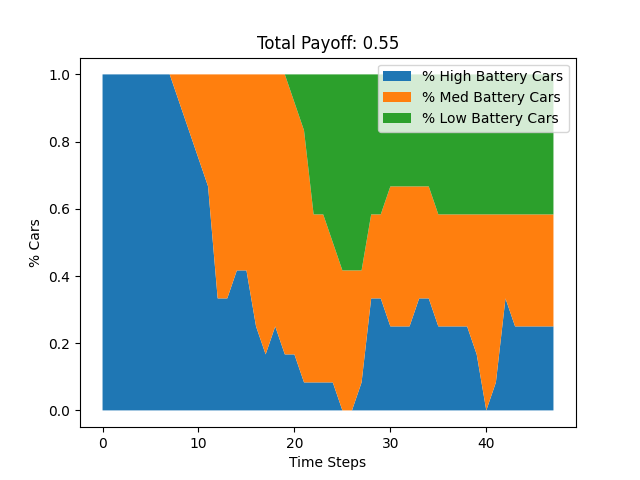 Total Payoff: 0.55
1.0
0.8
0.6
0.4
0.2
0.0
% Cars
% High Battery Cars
% Med Battery Cars
% Low Battery Cars
0 10 20 30 40
Time Steps